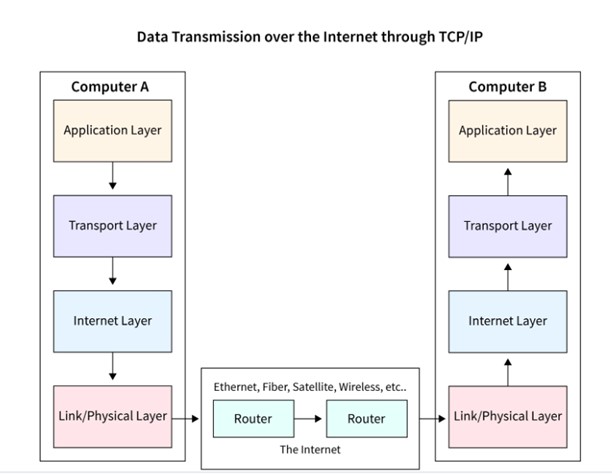 Data Transmission over the Internet through TCP/IP
Computer A
Application Layer
Transport Layer
Internet Layer
Link/Physical Layer
Ethernet, Fiber, Satellite, Wireless, etc..
Router
Router
The Internet
Computer B
Application Layer
Transport Layer
Internet Layer
Link/Physical Layer